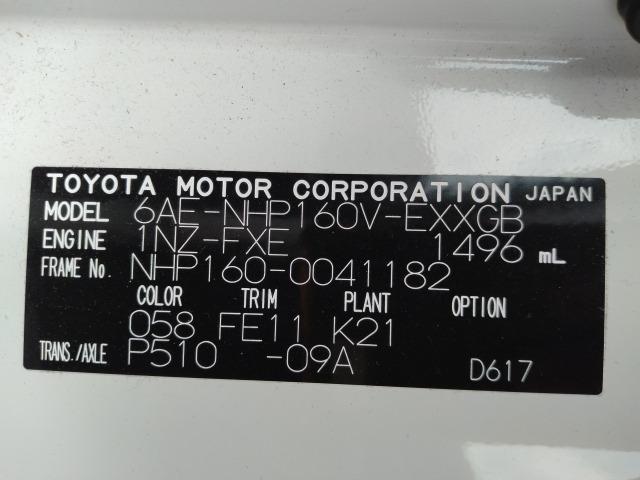 TOYOTA MOTOR CORPORATION JAPAN
MODEL 6AE-NHP160V-EXXGB
ENGINE 1NZ-FXE 1496 mL
FRAME No. NHP160-0041182
COLOR TRIM PLANT OPTION
058 FE11 K21
TRANS./AXLE P510 -09A D617